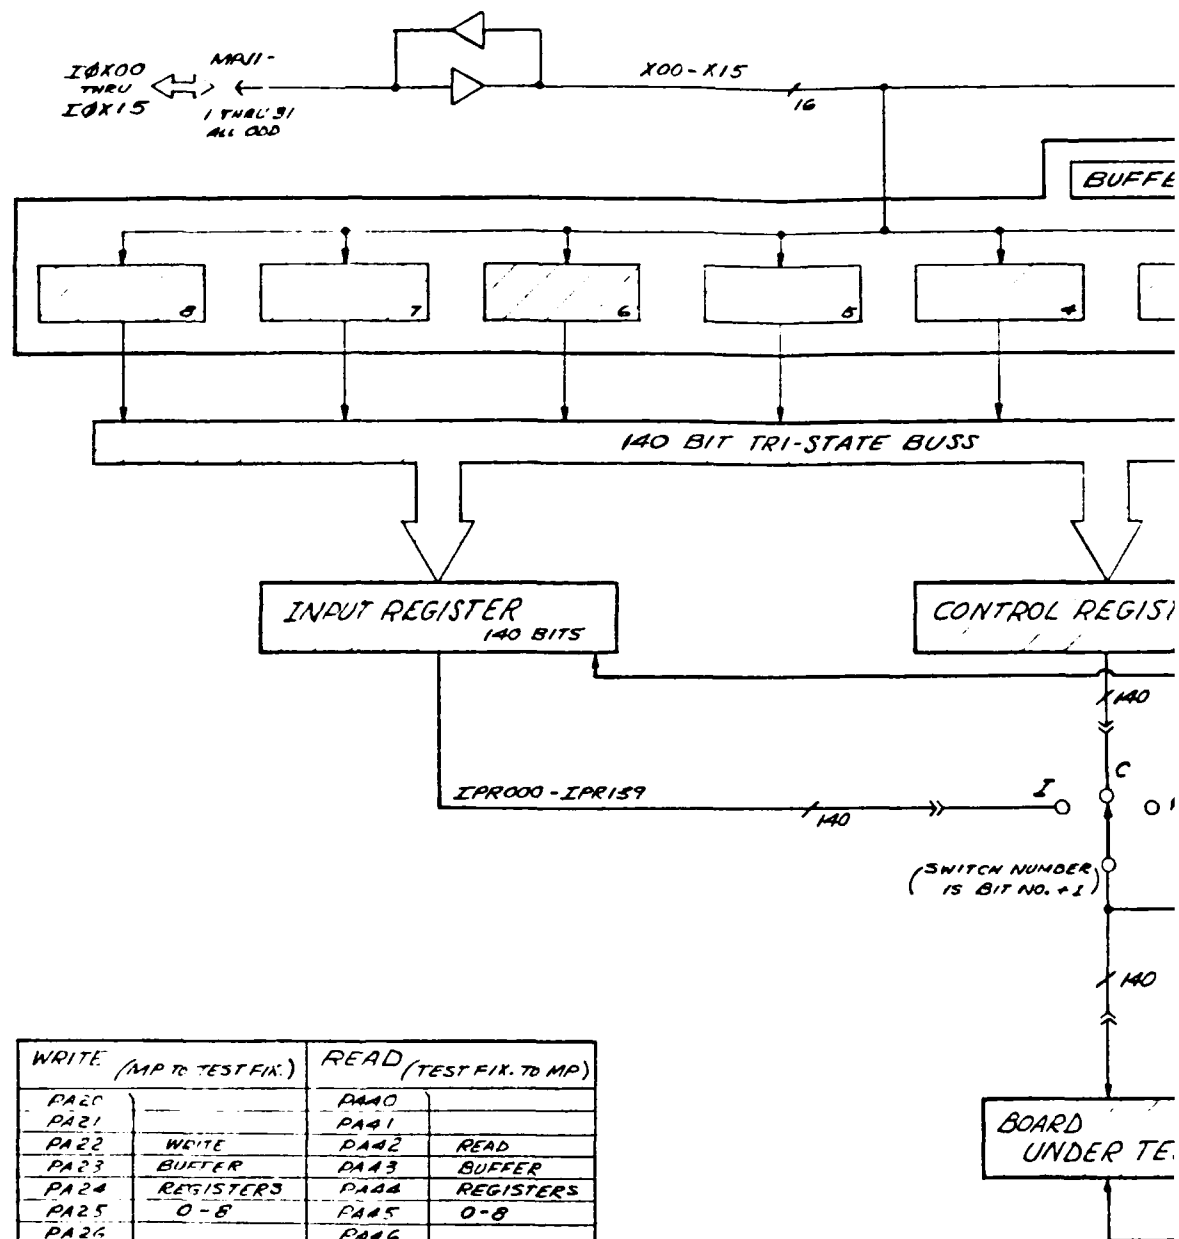 IØX00
THRU
IØX15
MPJ1-
1 THRU 31
ALL ODD
X00-X15
16
BUFFE
8
7
6
5
4
140 BIT TRI-STATE BUSS
INPUT REGISTER
140 BITS
CONTROL REGIST
140
C
IPR000-IPR139
I
140
(SWITCH NUMBER
IS BIT NO. + 1)
140
WRITE (MP TO TEST FIX.) READ (TEST FIX. TO MP)
PA20 PA40
PA21 PA41
PA22 WRITE PA42 READ
PA23 BUFFER PA43 BUFFER
PA24 REGISTERS PA44 REGISTERS
PA25 0-8 PA45 0-8
PA26 PA46
BOARD
UNDER TES